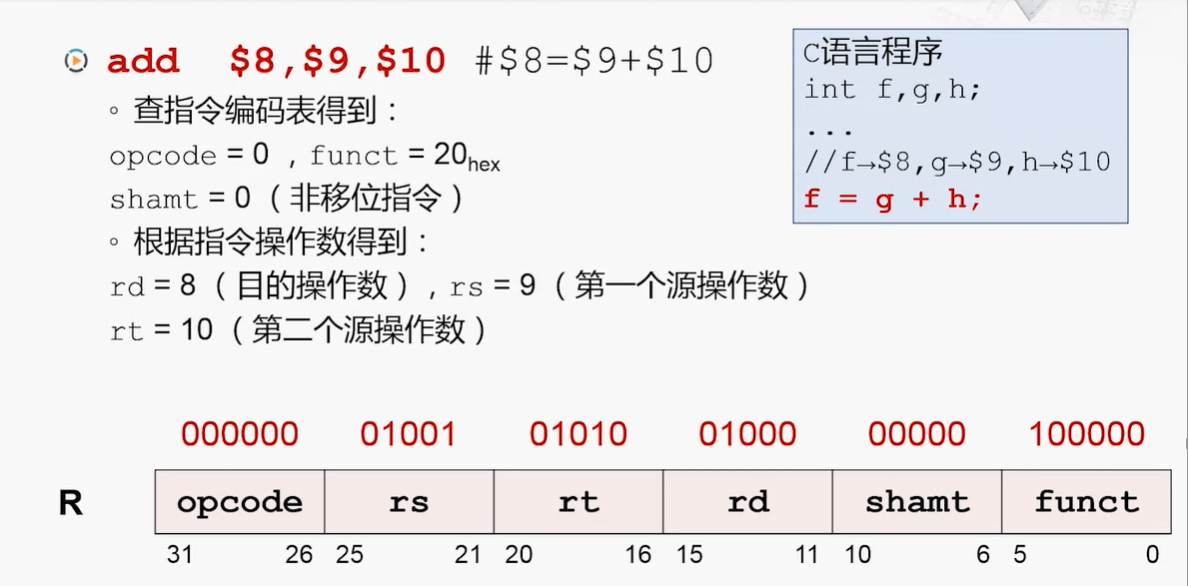 add $8,$9,$10 #$8=$9+$10
。查指令编码表得到：
opcode = 0 ，funct = 20hex
shamt = 0（非移位指令）
。根据指令操作数得到：
rd = 8 （目的操作数），rs = 9 （第一个源操作数）
rt = 10（第二个源操作数）
C语言程序
int f,g,h;
...
//f→$8,g→$9,h→$10
f = g + h;
000000 01001 01010 01000 00000 100000
R opcode rs rt rd shamt funct
31 26 25 21 20 16 15 11 10 6 5 0